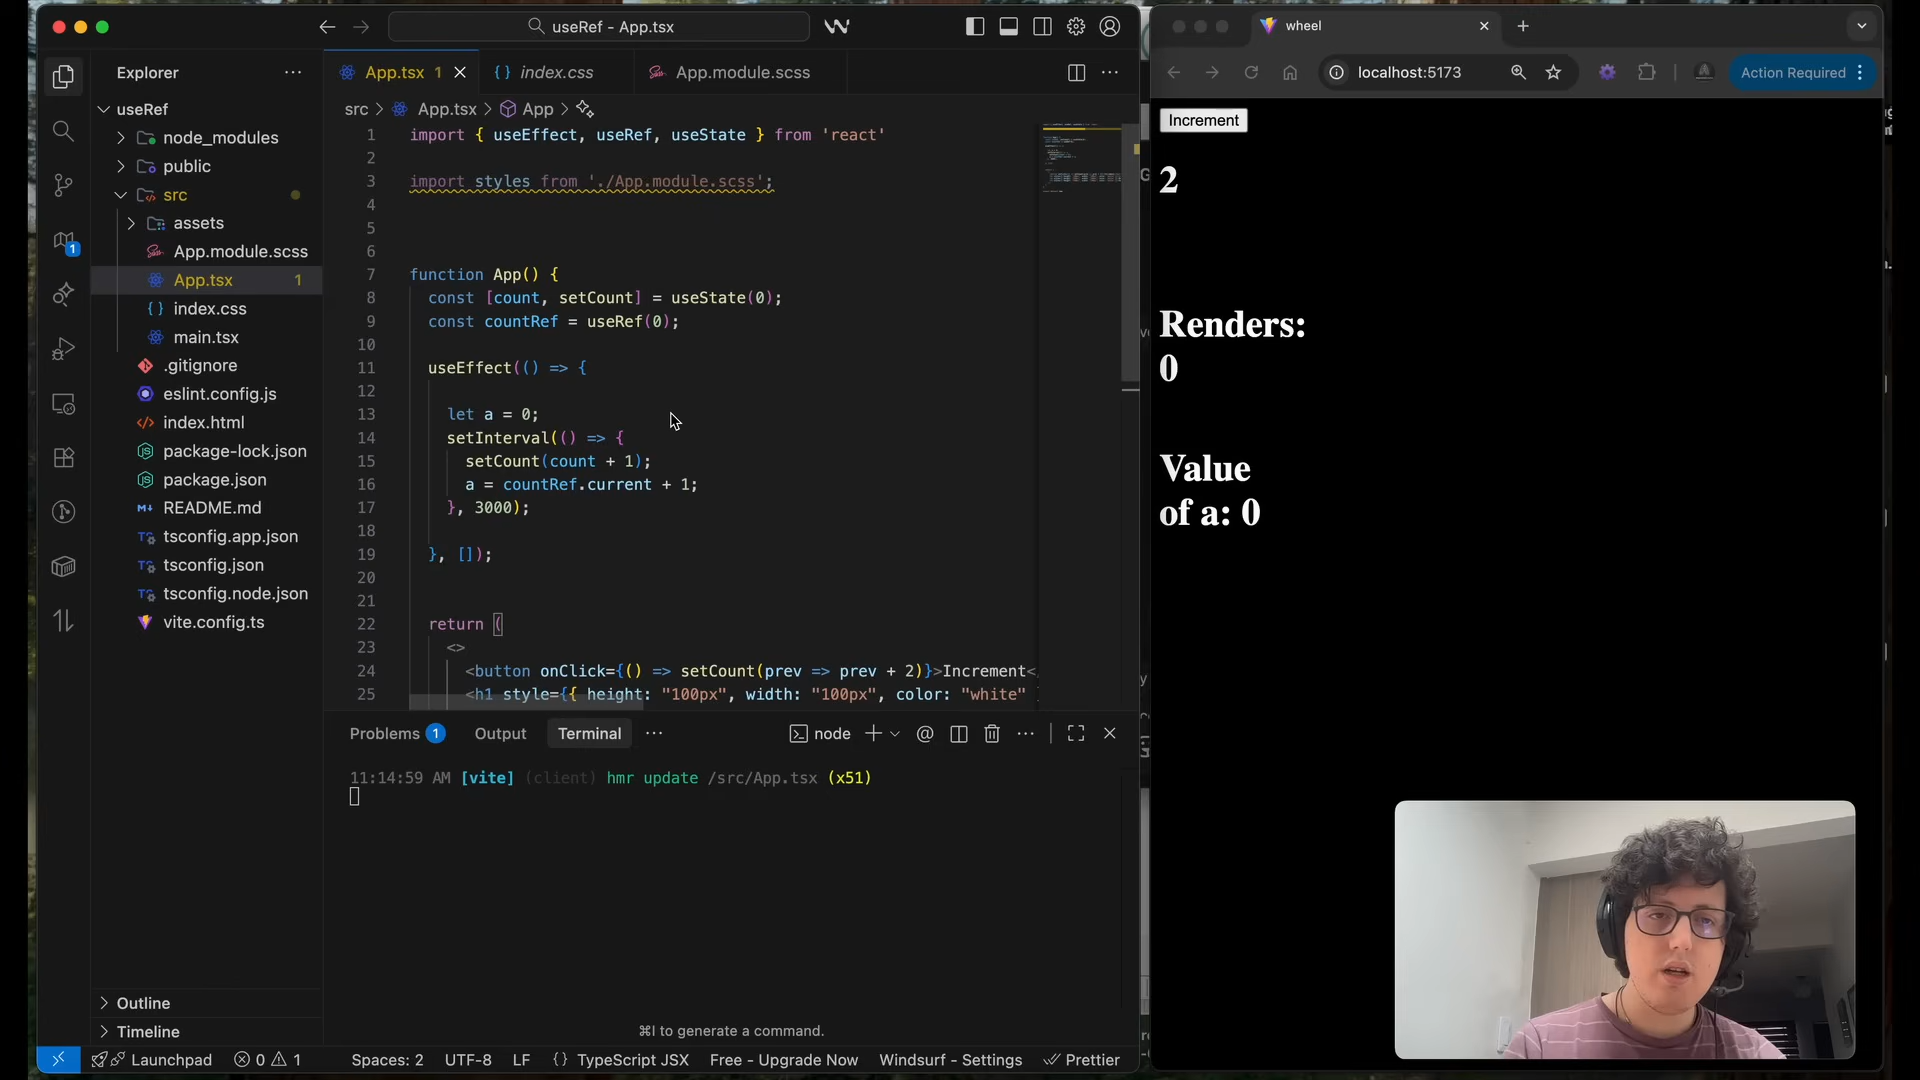 useRef - App.tsx
Explorer
useRef
node_modules
public
src
assets
App.module.scss
App.tsx 1
index.css
main.tsx
.gitignore
eslint.config.js
index.html
package-lock.json
package.json
README.md
tsconfig.app.json
tsconfig.json
tsconfig.node.json
vite.config.ts
Outline
Timeline
1
App.tsx 1
index.css
App.module.scss
src > App.tsx > App >
1 import { useEffect, useRef, useState } from 'react'
2
3 import styles from './App.module.scss';
4
5
6
7 function App() {
8 const [count, setCount] = useState(0);
9 const countRef = useRef(0);
10
11 useEffect(() => {
12
13 let a = 0;
14 setInterval(() => {
15 setCount(count + 1);
16 a = countRef.current + 1;
17 }, 3000);
18
19 }, []);
20
21
22 return (
23 <>
24 <button onClick={() => setCount(prev => prev + 2)}>Increment<
25 <h1 style={{ height: "100px", width: "100px", color: "white" }
Problems 1 Output Terminal
node
11:14:59 AM [vite] (client) hmr update /src/App.tsx (x51)
⌘I to generate a command.
Launchpad 0 1 Spaces: 2 UTF-8 LF {} TypeScript JSX Free - Upgrade Now Windsurf - Settings Prettier
wheel
localhost:5173
Action Required
Increment
2
Renders:
0
Value
of a: 0